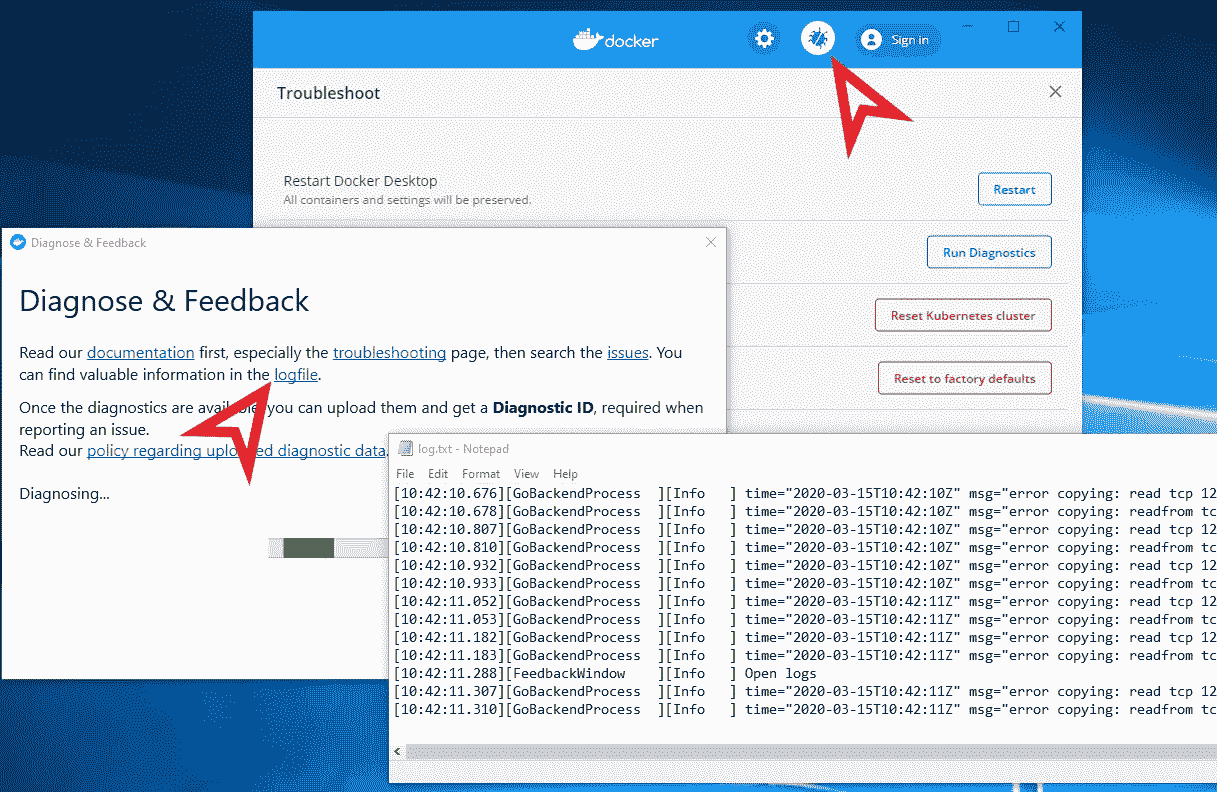 docker
Sign in
Troubleshoot
Restart Docker Desktop
All containers and settings will be preserved.
Restart
Run Diagnostics
Reset Kubernetes cluster
Reset to factory defaults
Diagnose & Feedback
Diagnose & Feedback
Read our documentation first, especially the troubleshooting page, then search the issues. You
can find valuable information in the logfile.
Once the diagnostics are available, you can upload them and get a Diagnostic ID, required when
reporting an issue.
Read our policy regarding uploaded diagnostic data.
Diagnosing...
log.txt - Notepad
File Edit Format View Help
[10:42:10.676][GoBackendProcess  ][Info   ] time="2020-03-15T10:42:10Z" msg="error copying: read tcp 12
[10:42:10.678][GoBackendProcess  ][Info   ] time="2020-03-15T10:42:10Z" msg="error copying: readfrom tc
[10:42:10.807][GoBackendProcess  ][Info   ] time="2020-03-15T10:42:10Z" msg="error copying: read tcp 12
[10:42:10.810][GoBackendProcess  ][Info   ] time="2020-03-15T10:42:10Z" msg="error copying: readfrom tc
[10:42:10.932][GoBackendProcess  ][Info   ] time="2020-03-15T10:42:10Z" msg="error copying: read tcp 12
[10:42:10.933][GoBackendProcess  ][Info   ] time="2020-03-15T10:42:10Z" msg="error copying: readfrom tc
[10:42:11.052][GoBackendProcess  ][Info   ] time="2020-03-15T10:42:11Z" msg="error copying: read tcp 12
[10:42:11.053][GoBackendProcess  ][Info   ] time="2020-03-15T10:42:11Z" msg="error copying: readfrom tc
[10:42:11.182][GoBackendProcess  ][Info   ] time="2020-03-15T10:42:11Z" msg="error copying: read tcp 12
[10:42:11.183][GoBackendProcess  ][Info   ] time="2020-03-15T10:42:11Z" msg="error copying: readfrom tc
[10:42:11.288][FeedbackWindow    ][Info   ] Open logs
[10:42:11.307][GoBackendProcess  ][Info   ] time="2020-03-15T10:42:11Z" msg="error copying: read tcp 12
[10:42:11.310][GoBackendProcess  ][Info   ] time="2020-03-15T10:42:11Z" msg="error copying: readfrom tc